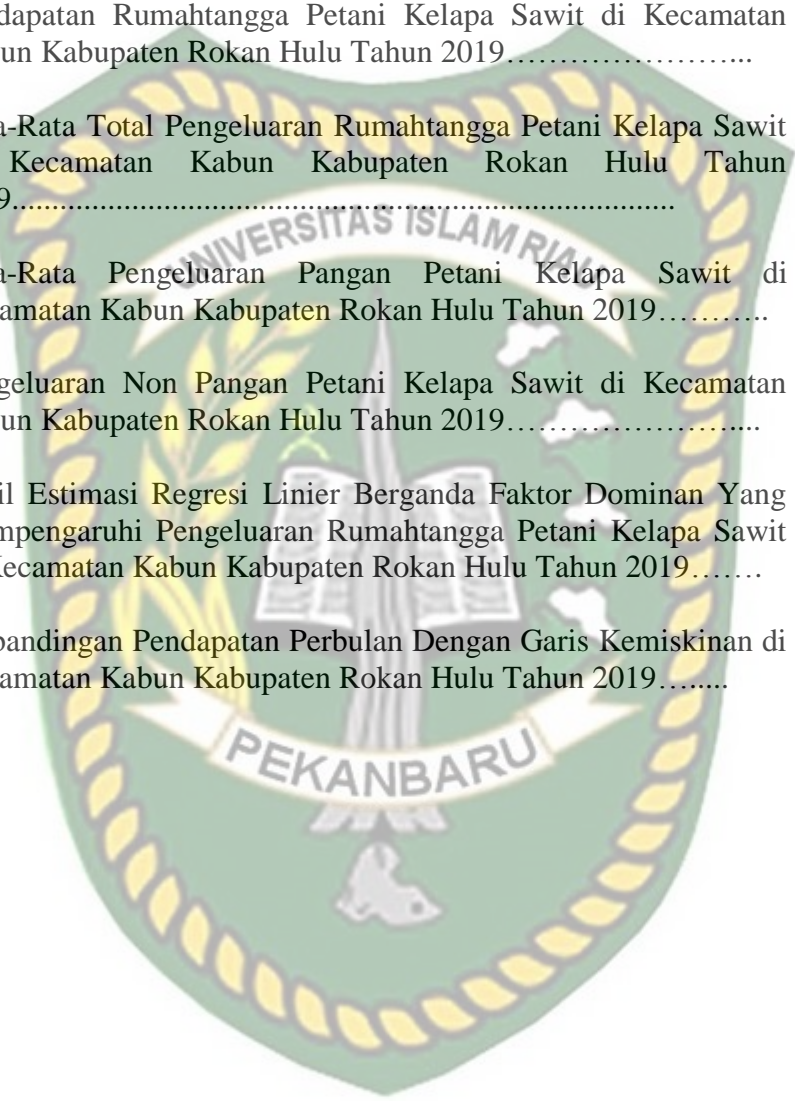 dapatan Rumahtangga Petani Kelapa Sawit di Kecamatan
un Kabupaten Rokan Hulu Tahun 2019…………………...
a-Rata Total Pengeluaran Rumahtangga Petani Kelapa Sawit
Kecamatan Kabun Kabupaten Rokan Hulu Tahun
9.......................................................................
UNIVERSITAS ISLAM RIAU
a-Rata Pengeluaran Pangan Petani Kelapa Sawit di
amatan Kabun Kabupaten Rokan Hulu Tahun 2019………..
geluaran Non Pangan Petani Kelapa Sawit di Kecamatan
un Kabupaten Rokan Hulu Tahun 2019…………………....
il Estimasi Regresi Linier Berganda Faktor Dominan Yang
mpengaruhi Pengeluaran Rumahtangga Petani Kelapa Sawit
Kecamatan Kabun Kabupaten Rokan Hulu Tahun 2019…….
bandingan Pendapatan Perbulan Dengan Garis Kemiskinan di
amatan Kabun Kabupaten Rokan Hulu Tahun 2019….....
PEKANBARU